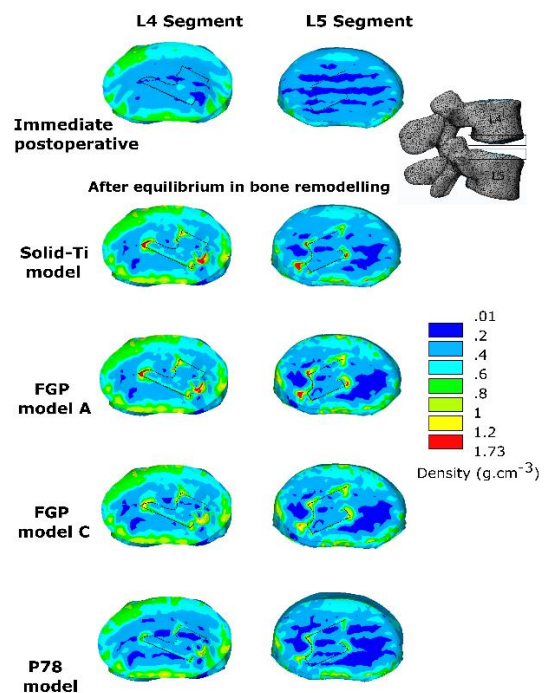 L4 Segment L5 Segment
Immediate
postoperative
L4
L5
After equilibrium in bone remodelling
Solid-Ti
model
FGP
model A
FGP
model C
P78
model
.01
.2
.4
.6
.8
1
1.2
1.73
Density (g.cm⁻³)